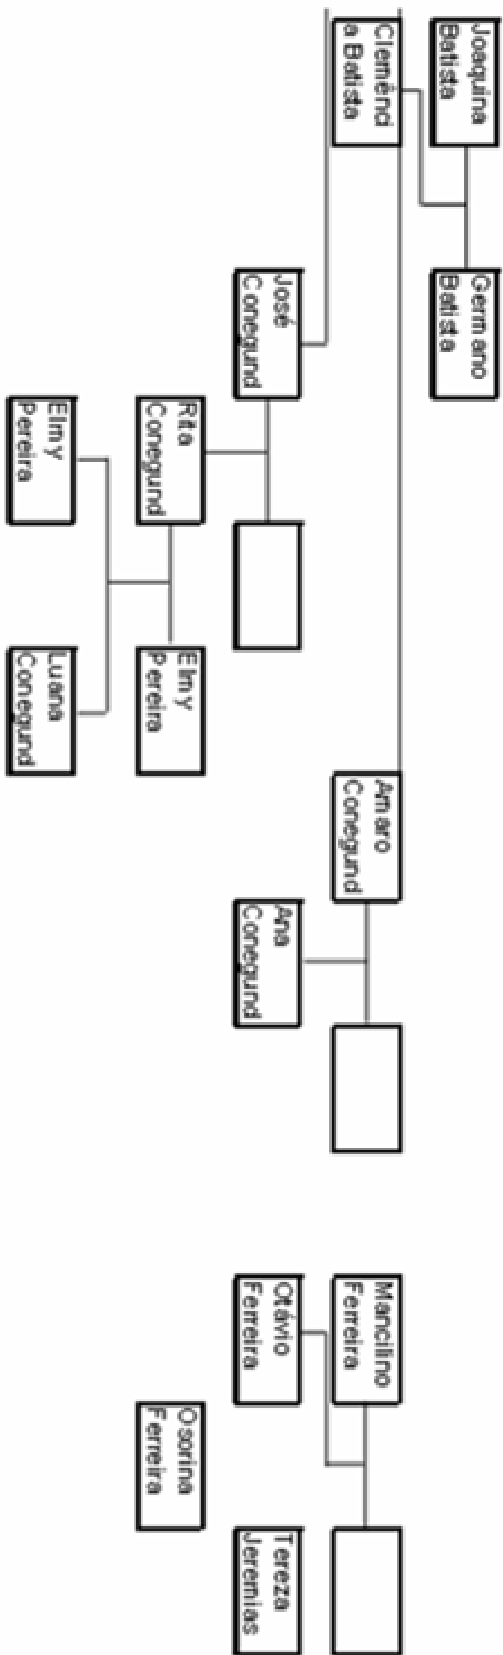 Joaquina
Batista
Germano
Batista
Clemênci
a Batista
Amaro
Conegund
Mancilino
Ferreira
José
Conegund
Ana
Conegund
Otávio
Ferreira
Tereza
Jeremias
Rita
Conegund
Elmy
Pereira
Osorina
Ferreira
Elmy
Pereira
Luana
Conegund